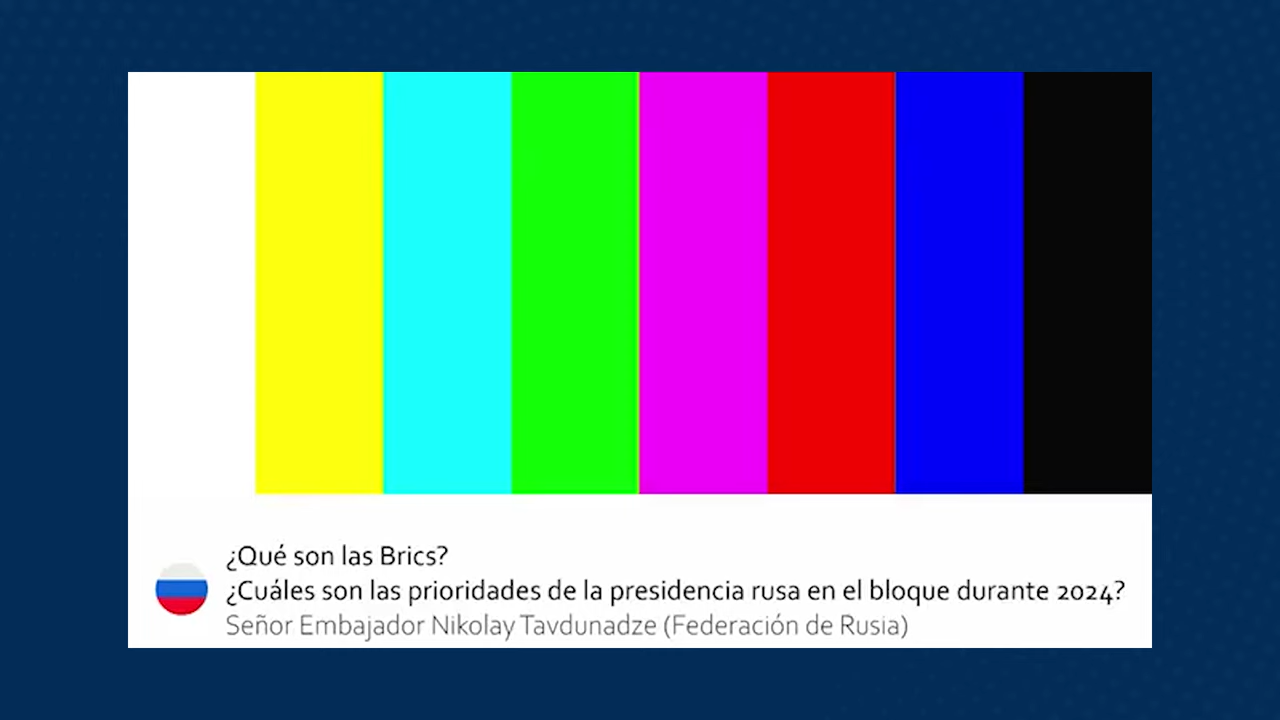 ¿Qué son las Brics?
¿Cuáles son las prioridades de la presidencia rusa en el bloque durante 2024?
Señor Embajador Nikolay Tavdunadze (Federación de Rusia)